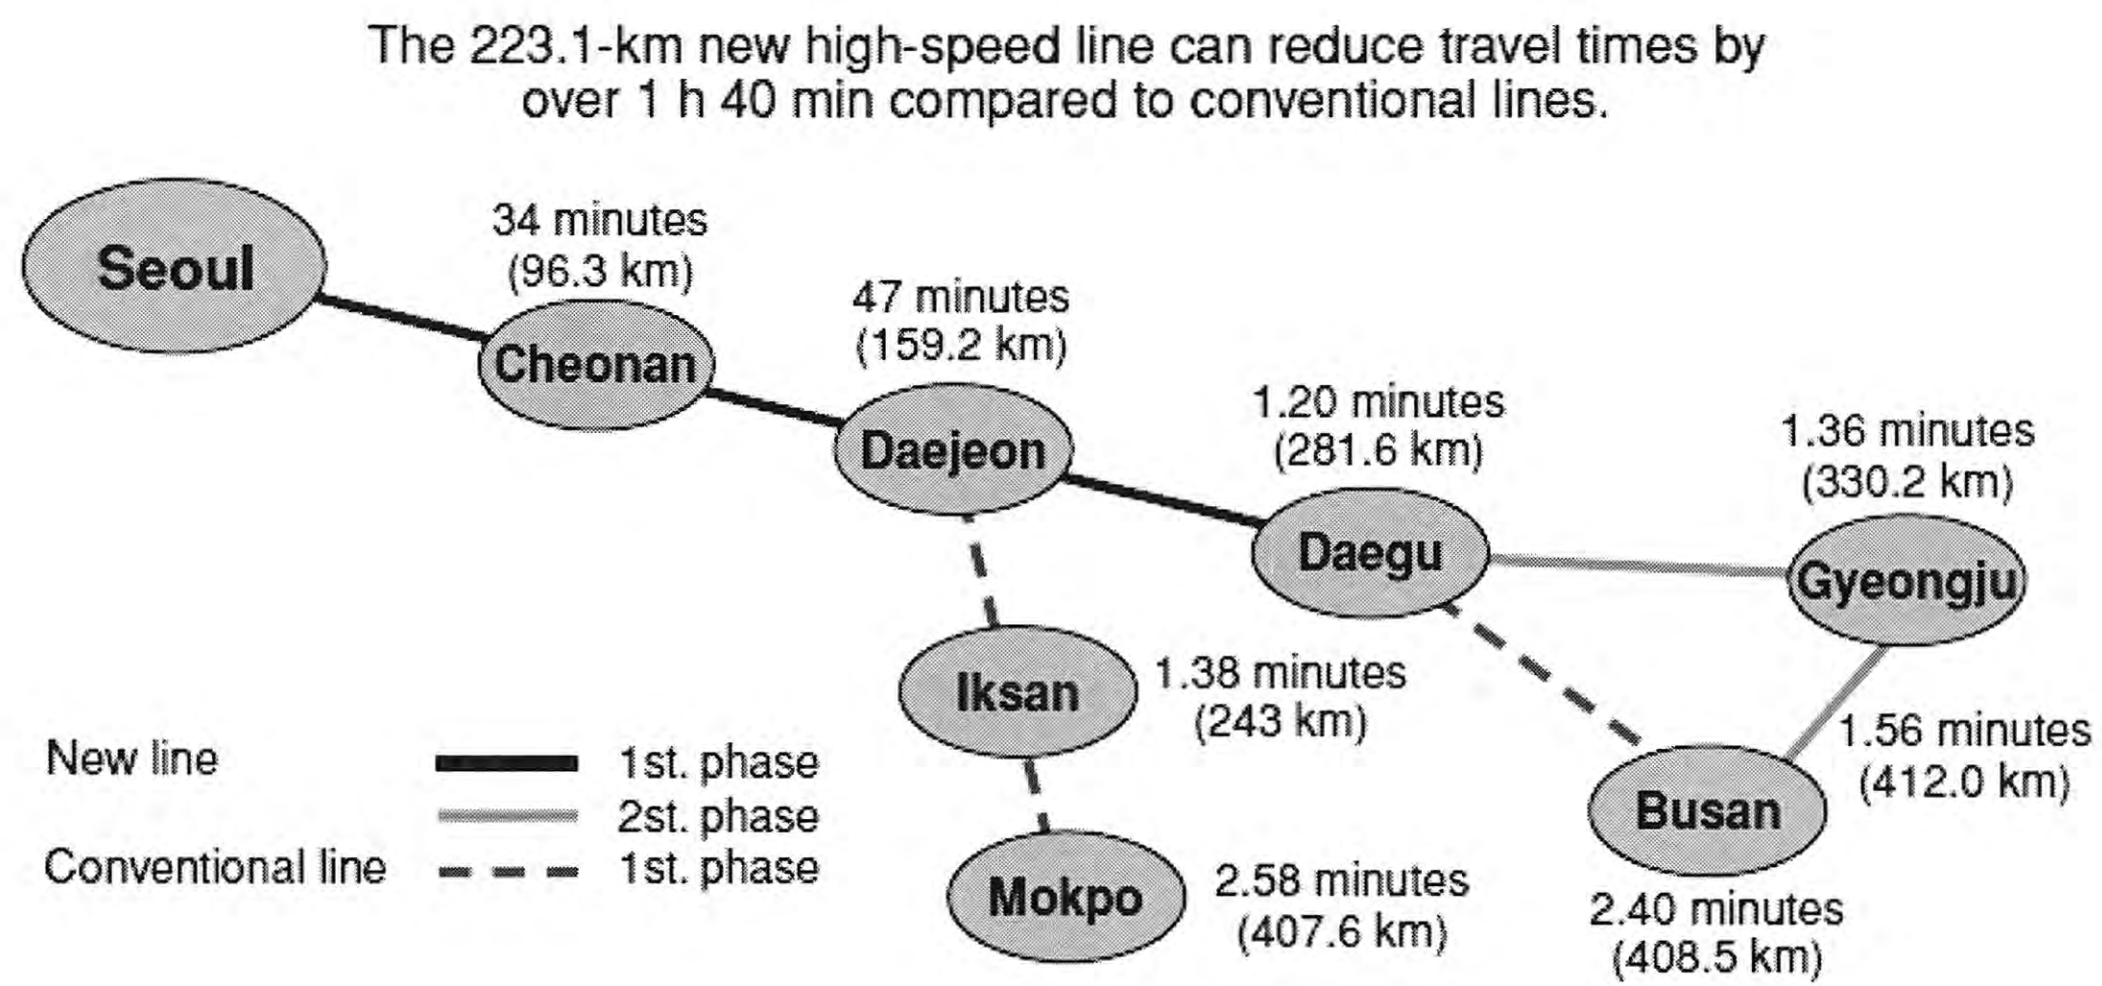 The 223.1-km new high-speed line can reduce travel times by
over 1 h 40 min compared to conventional lines.
Seoul
34 minutes
(96.3 km)
Cheonan
47 minutes
(159.2 km)
Daejeon
1.20 minutes
(281.6 km)
Daegu
1.36 minutes
(330.2 km)
Gyeongju
Iksan
1.38 minutes
(243 km)
1.56 minutes
(412.0 km)
Busan
2.40 minutes
(408.5 km)
Mokpo
2.58 minutes
(407.6 km)
New line
1st. phase
2st. phase
Conventional line
1st. phase